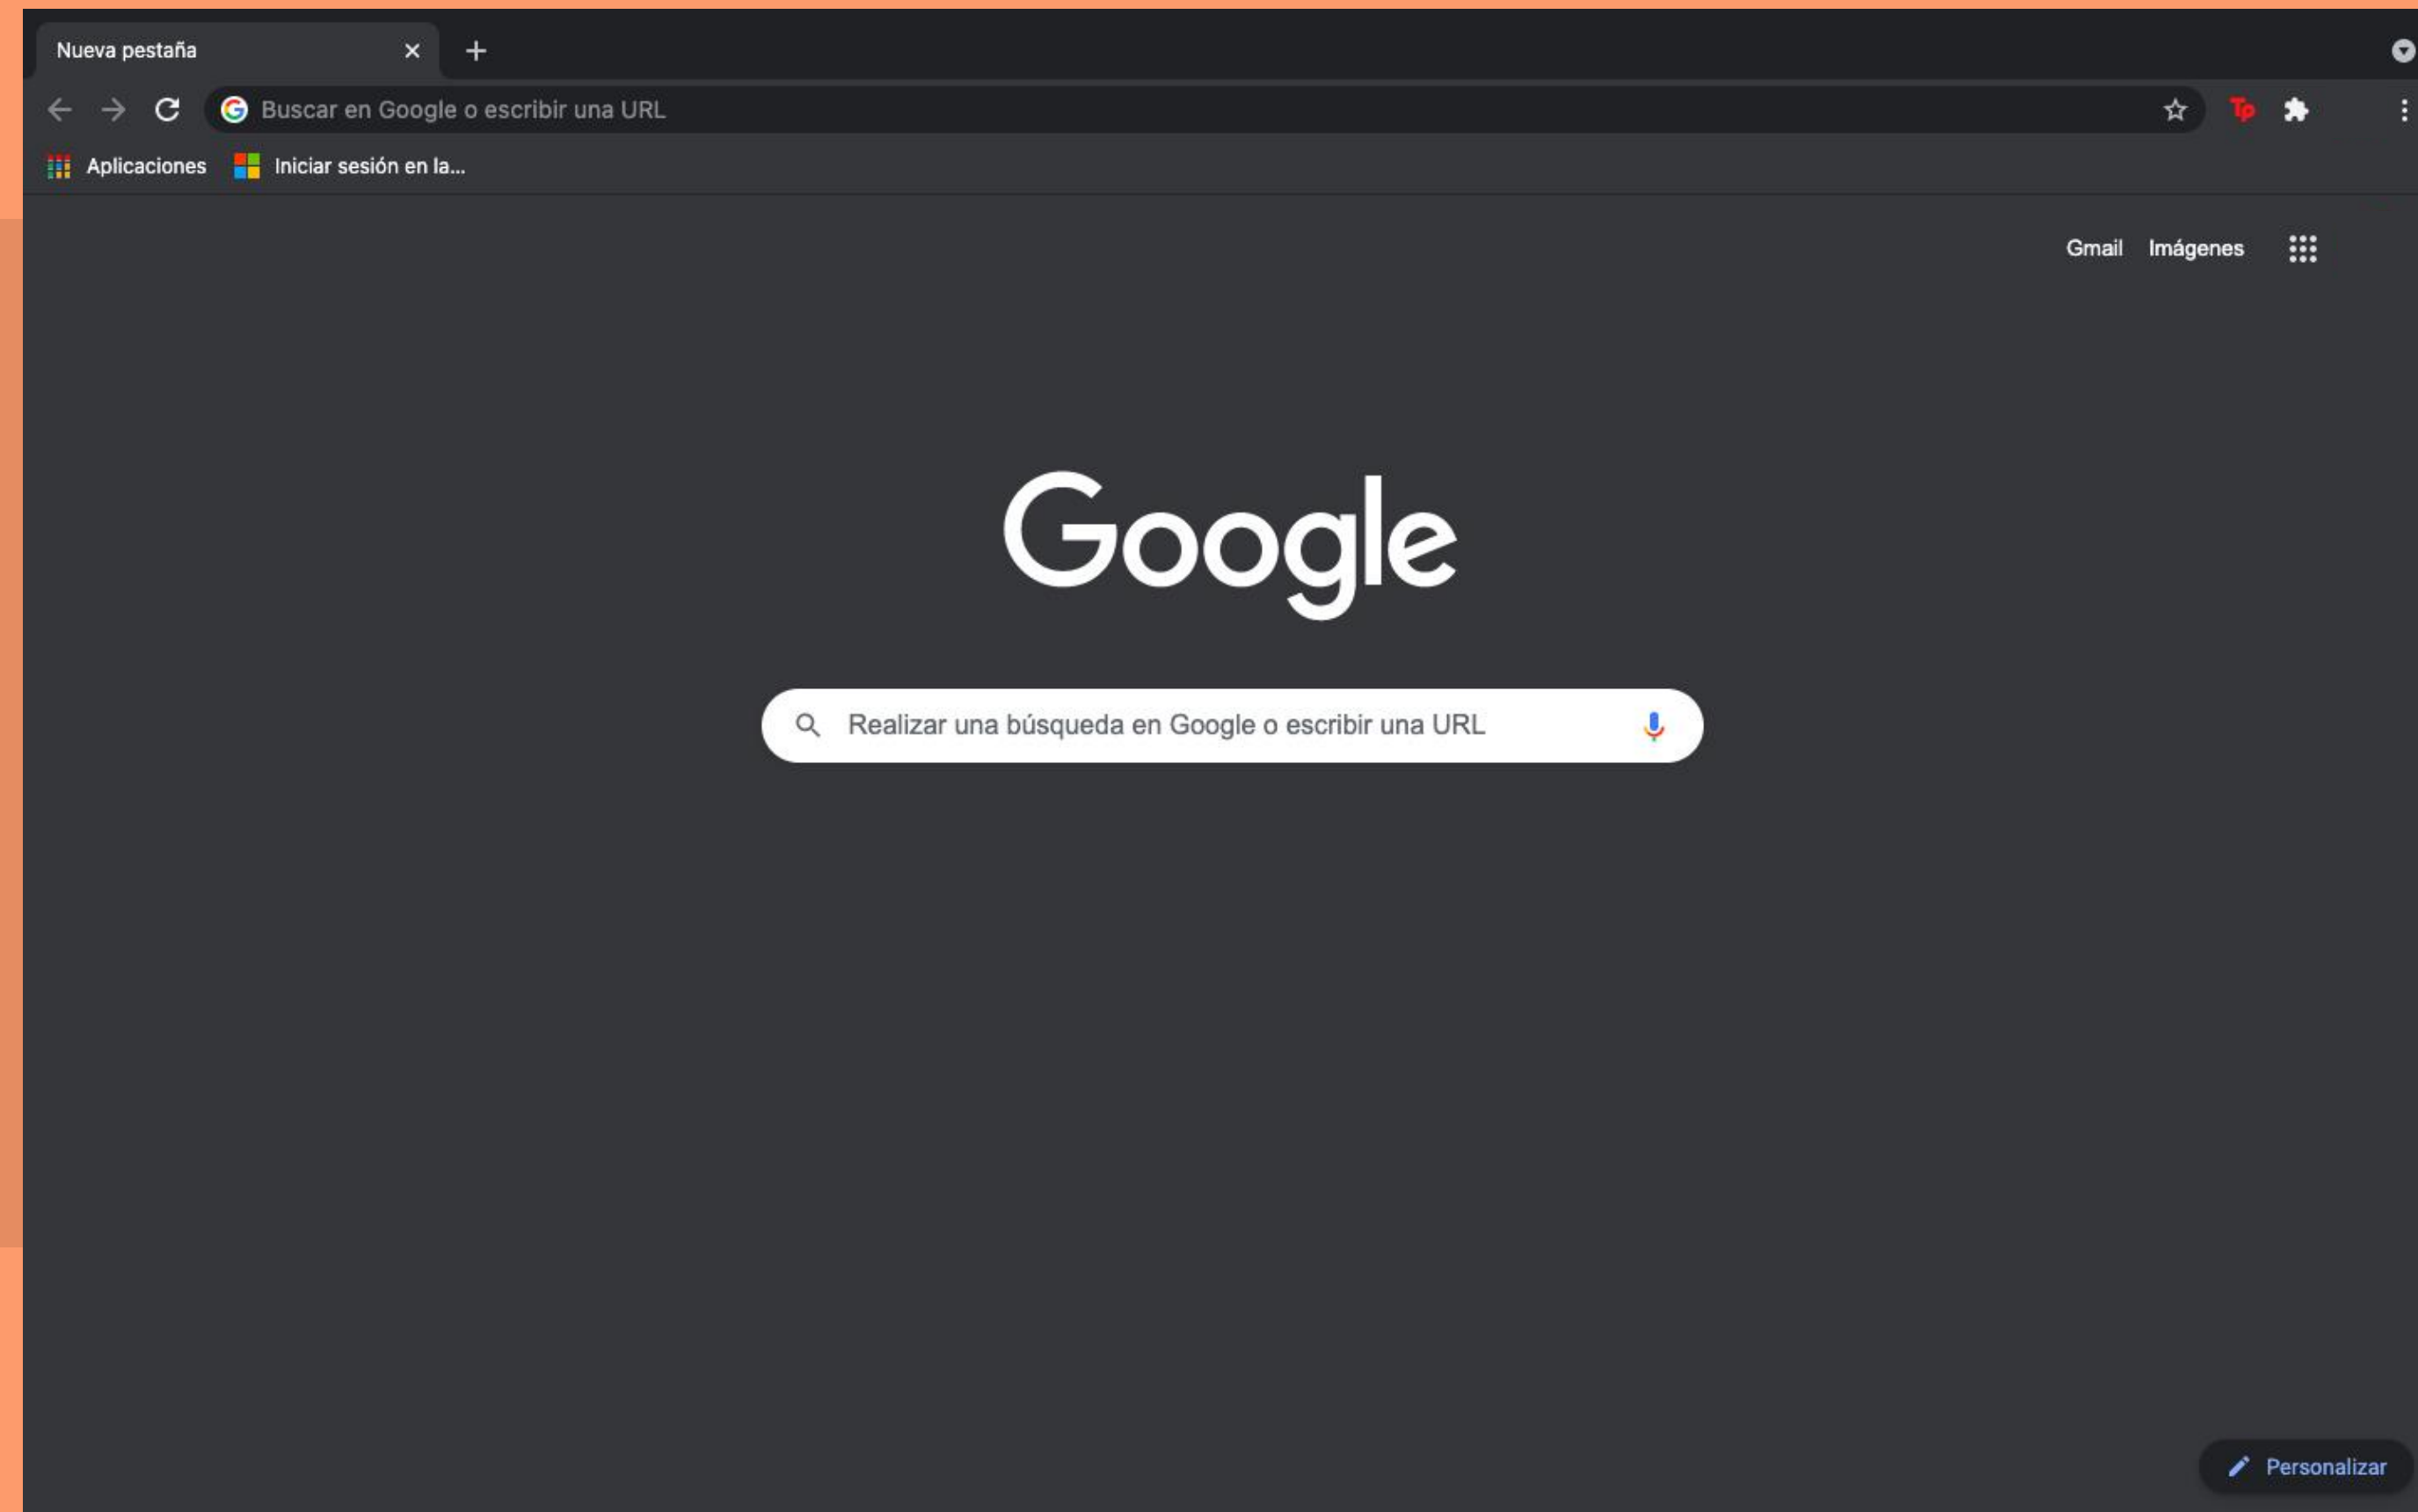 Nueva pestaña
Buscar en Google o escribir una URL
Tp
Aplicaciones
Iniciar sesión en la...
Gmail Imágenes
Google
Realizar una búsqueda en Google o escribir una URL
Personalizar